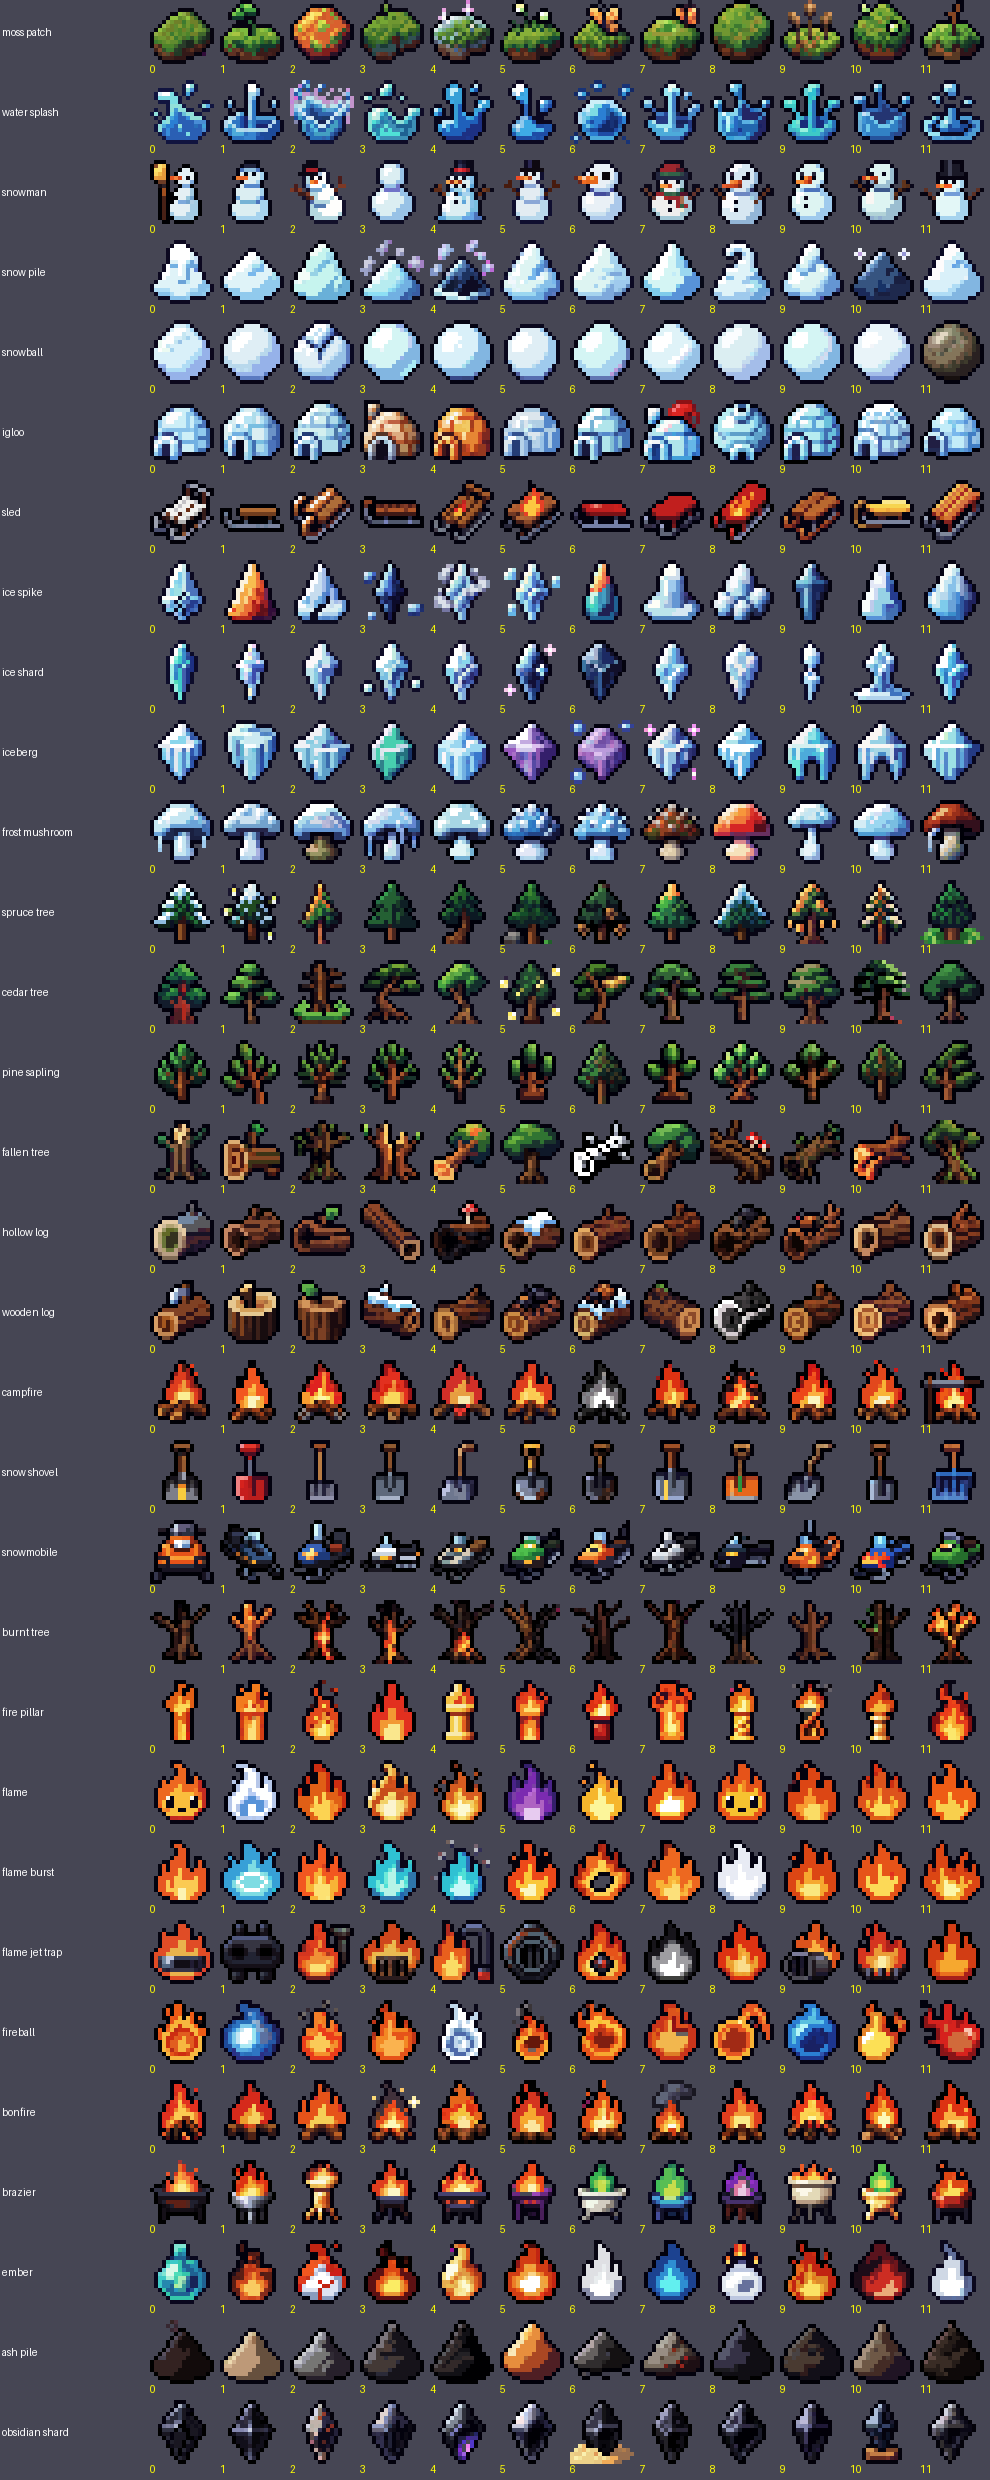 moss patch
0 1 2 3 4 5 6 7 8 9 10 11
water splash
0 1 2 3 4 5 6 7 8 9 10 11
snowman
0 1 2 3 4 5 6 7 8 9 10 11
snow pile
0 1 2 3 4 5 6 7 8 9 10 11
snowball
0 1 2 3 4 5 6 7 8 9 10 11
igloo
0 1 2 3 4 5 6 7 8 9 10 11
sled
0 1 2 3 4 5 6 7 8 9 10 11
ice spike
0 1 2 3 4 5 6 7 8 9 10 11
ice shard
0 1 2 3 4 5 6 7 8 9 10 11
iceberg
0 1 2 3 4 5 6 7 8 9 10 11
frost mushroom
0 1 2 3 4 5 6 7 8 9 10 11
spruce tree
0 1 2 3 4 5 6 7 8 9 10 11
cedar tree
0 1 2 3 4 5 6 7 8 9 10 11
pine sapling
0 1 2 3 4 5 6 7 8 9 10 11
fallen tree
0 1 2 3 4 5 6 7 8 9 10 11
hollow log
0 1 2 3 4 5 6 7 8 9 10 11
wooden log
0 1 2 3 4 5 6 7 8 9 10 11
campfire
0 1 2 3 4 5 6 7 8 9 10 11
snow shovel
0 1 2 3 4 5 6 7 8 9 10 11
snowmobile
0 1 2 3 4 5 6 7 8 9 10 11
burnt tree
0 1 2 3 4 5 6 7 8 9 10 11
fire pillar
0 1 2 3 4 5 6 7 8 9 10 11
flame
0 1 2 3 4 5 6 7 8 9 10 11
flame burst
0 1 2 3 4 5 6 7 8 9 10 11
flame jet trap
0 1 2 3 4 5 6 7 8 9 10 11
fireball
0 1 2 3 4 5 6 7 8 9 10 11
bonfire
0 1 2 3 4 5 6 7 8 9 10 11
brazier
0 1 2 3 4 5 6 7 8 9 10 11
ember
0 1 2 3 4 5 6 7 8 9 10 11
ash pile
0 1 2 3 4 5 6 7 8 9 10 11
obsidian shard
0 1 2 3 4 5 6 7 8 9 10 11